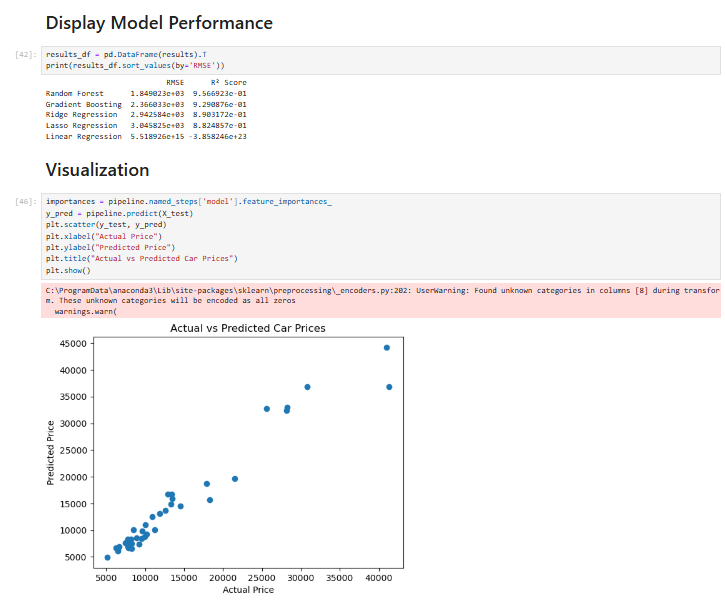 Display Model Performance
[42]: results_df = pd.DataFrame(results).T
print(results_df.sort_values(by='RMSE'))
RMSE R² Score
Random Forest 1.849023e+03 9.566923e-01
Gradient Boosting 2.366033e+03 9.290876e-01
Ridge Regression 2.942584e+03 8.903172e-01
Lasso Regression 3.045825e+03 8.824857e-01
Linear Regression 5.518926e+15 -3.858246e+23
Visualization
[46]: importances = pipeline.named_steps['model'].feature_importances_
y_pred = pipeline.predict(X_test)
plt.scatter(y_test, y_pred)
plt.xlabel("Actual Price")
plt.ylabel("Predicted Price")
plt.title("Actual vs Predicted Car Prices")
plt.show()
C:\ProgramData\anaconda3\Lib\site-packages\sklearn\preprocessing\_encoders.py:202: UserWarning: Found unknown categories in columns [8] during transfor
m. These unknown categories will be encoded as all zeros
warnings.warn(
Actual vs Predicted Car Prices
45000
40000
35000
30000
25000
20000
15000
10000
5000
Predicted Price
5000 10000 15000 20000 25000 30000 35000 40000
Actual Price